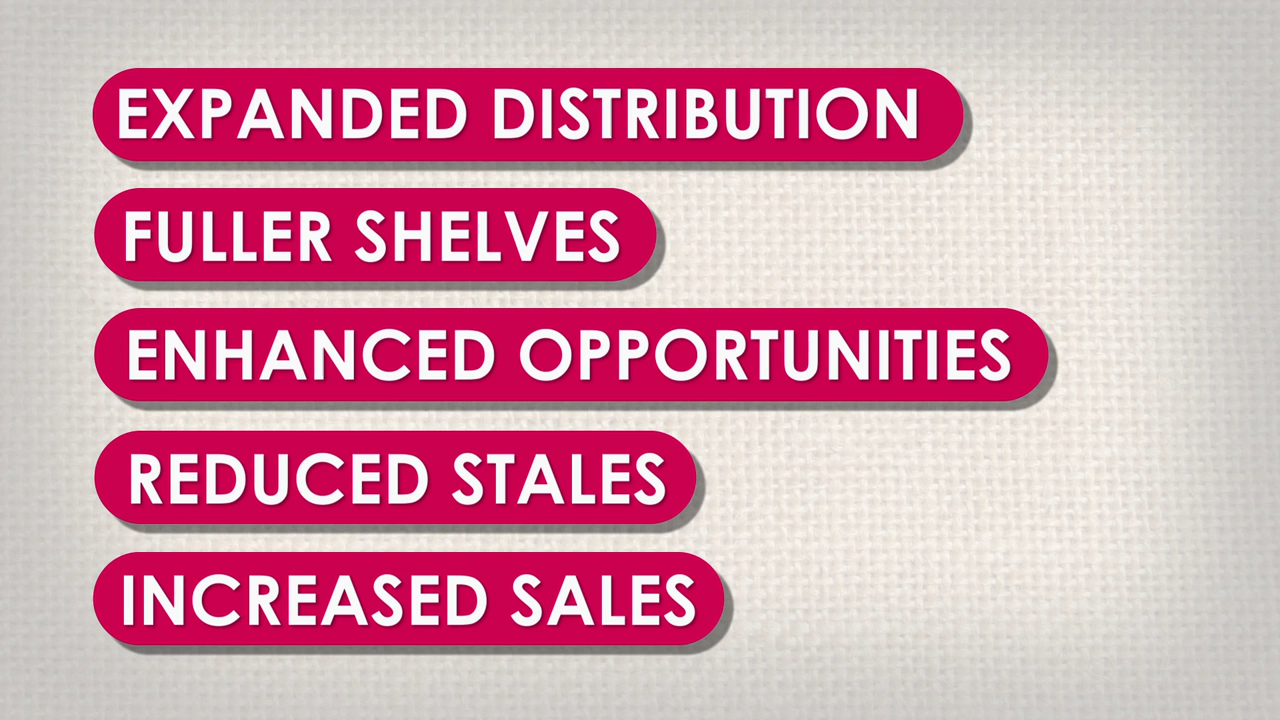 EXPANDED DISTRIBUTION
FULLER SHELVES
ENHANCED OPPORTUNITIES
REDUCED STALES
INCREASED SALES